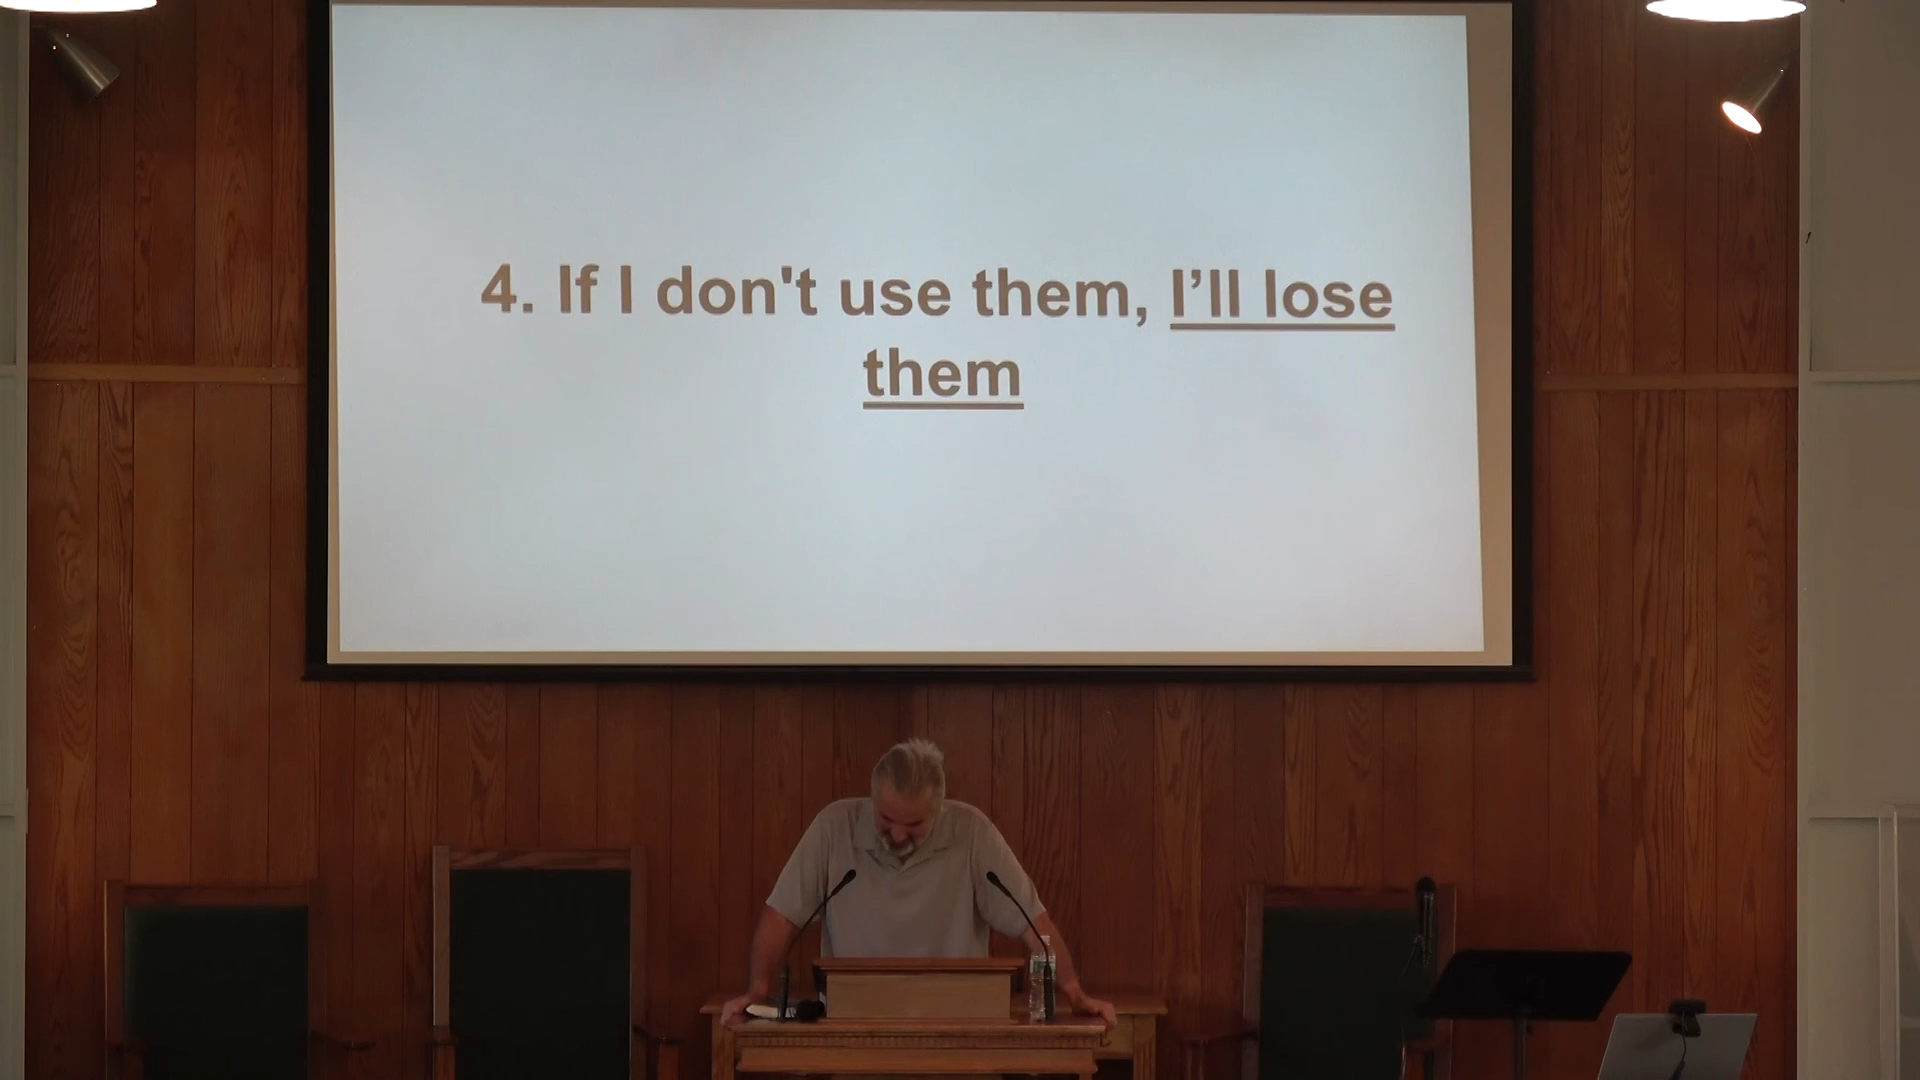 4. If I don't use them, I’ll lose
them